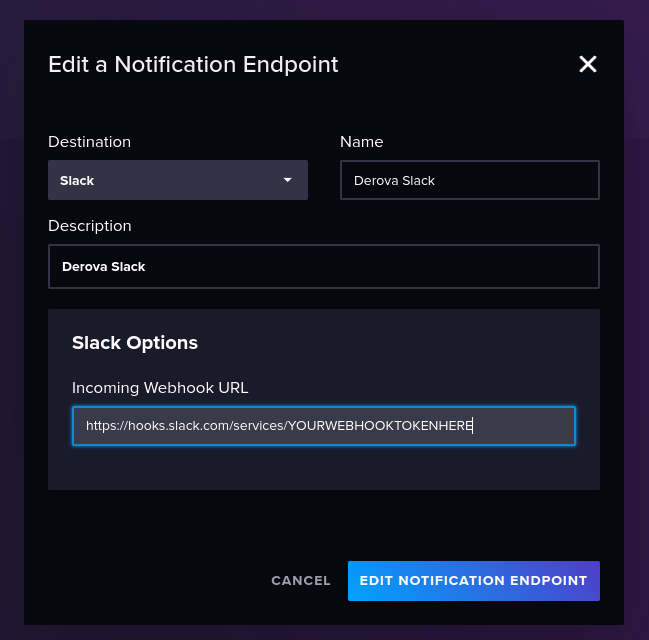 Edit a Notification Endpoint
Destination
Name
Slack
Derova Slack
Description
Derova Slack
Slack Options
Incoming Webhook URL
https://hooks.slack.com/services/YOURWEBHOOKTOKENHERE
CANCEL
EDIT NOTIFICATION ENDPOINT